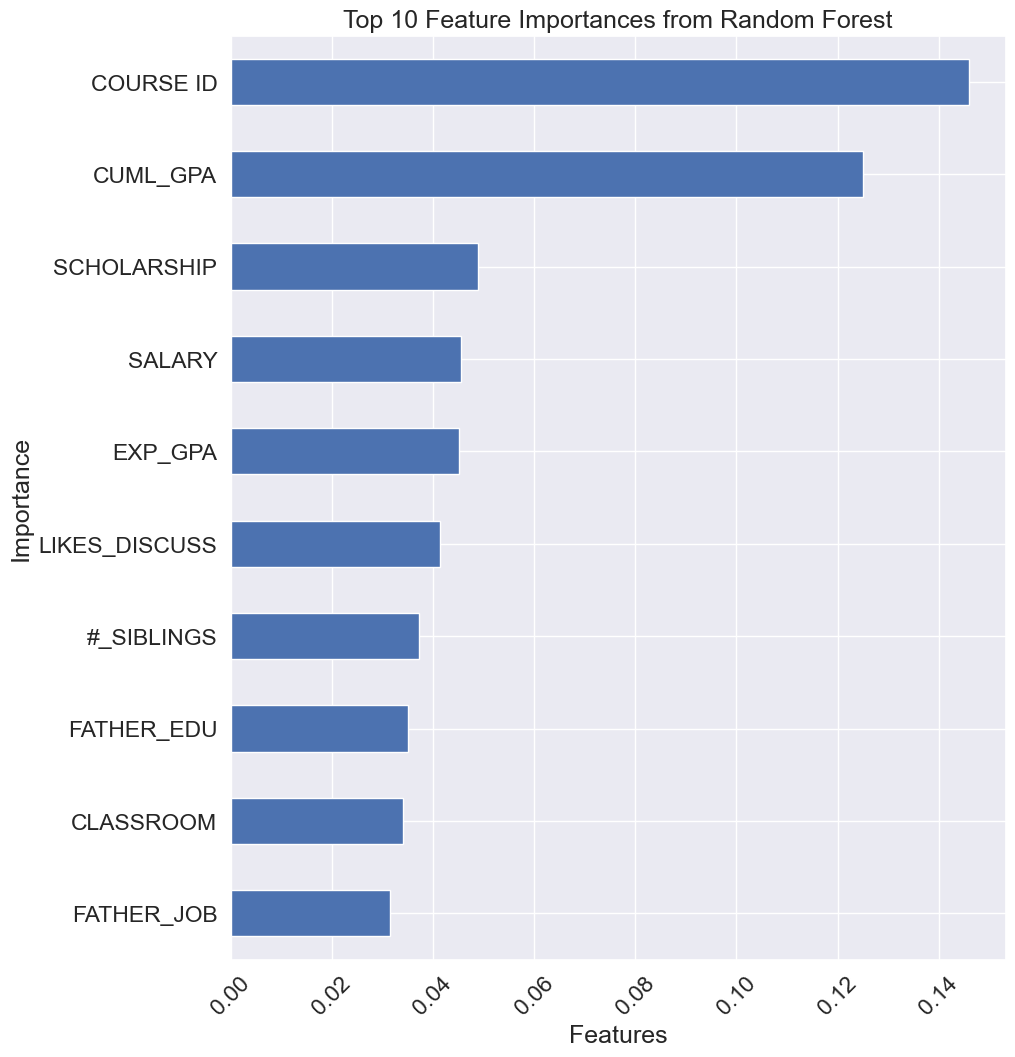 Top 10 Feature Importances from Random Forest
Importance
COURSE ID
CUML_GPA
SCHOLARSHIP
SALARY
EXP_GPA
LIKES_DISCUSS
#_SIBLINGS
FATHER_EDU
CLASSROOM
FATHER_JOB
0.00 0.02 0.04 0.06 0.08 0.10 0.12 0.14
Features